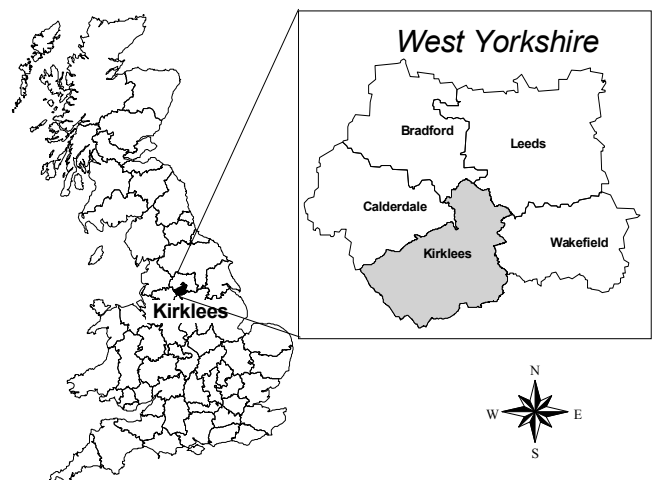 West Yorkshire
Bradford
Leeds
Calderdale
Kirklees
Wakefield
Kirklees
N
W E
S